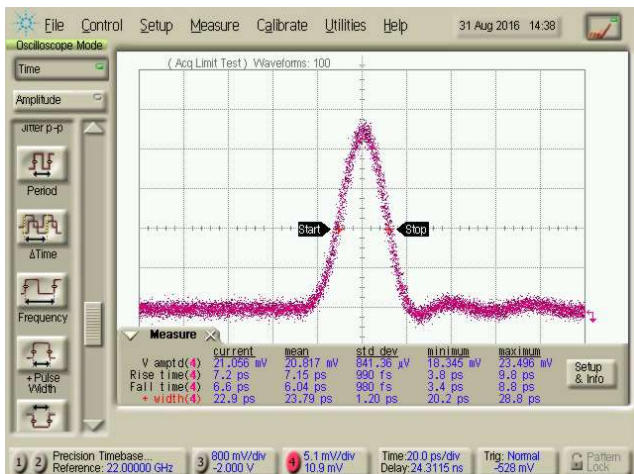 File Control Setup Measure Calibrate Utilities Help 31 Aug 2016 14:38
Oscilloscope Mode
Time
Amplitude
( Acq Limit Test ) Waveforms: 100
Jitter p-p
Period
Start Stop
ΔTime
Frequency
Measure
current mean std dev minimum maximum
V amptd(4) 21.056 mV 20.817 mV 841.36 µV 18.345 mV 23.496 mV
Rise time(4) 7.2 ps 7.15 ps 990 fs 3.8 ps 9.8 ps
Fall time(4) 6.6 ps 6.04 ps 980 fs 3.4 ps 8.8 ps
+ width(4) 22.9 ps 23.79 ps 1.20 ps 20.2 ps 28.8 ps
Setup
& Info
+ Pulse
Width
1 2 Precision Timebase...
Reference: 22.00000 GHz
3 800 mV/div
-2.000 V
4 5.1 mV/div
10.9 mV
Time:20.0 ps/div
Delay:24.3115 ns
Trig: Normal
-528 mV
Pattern
Lock